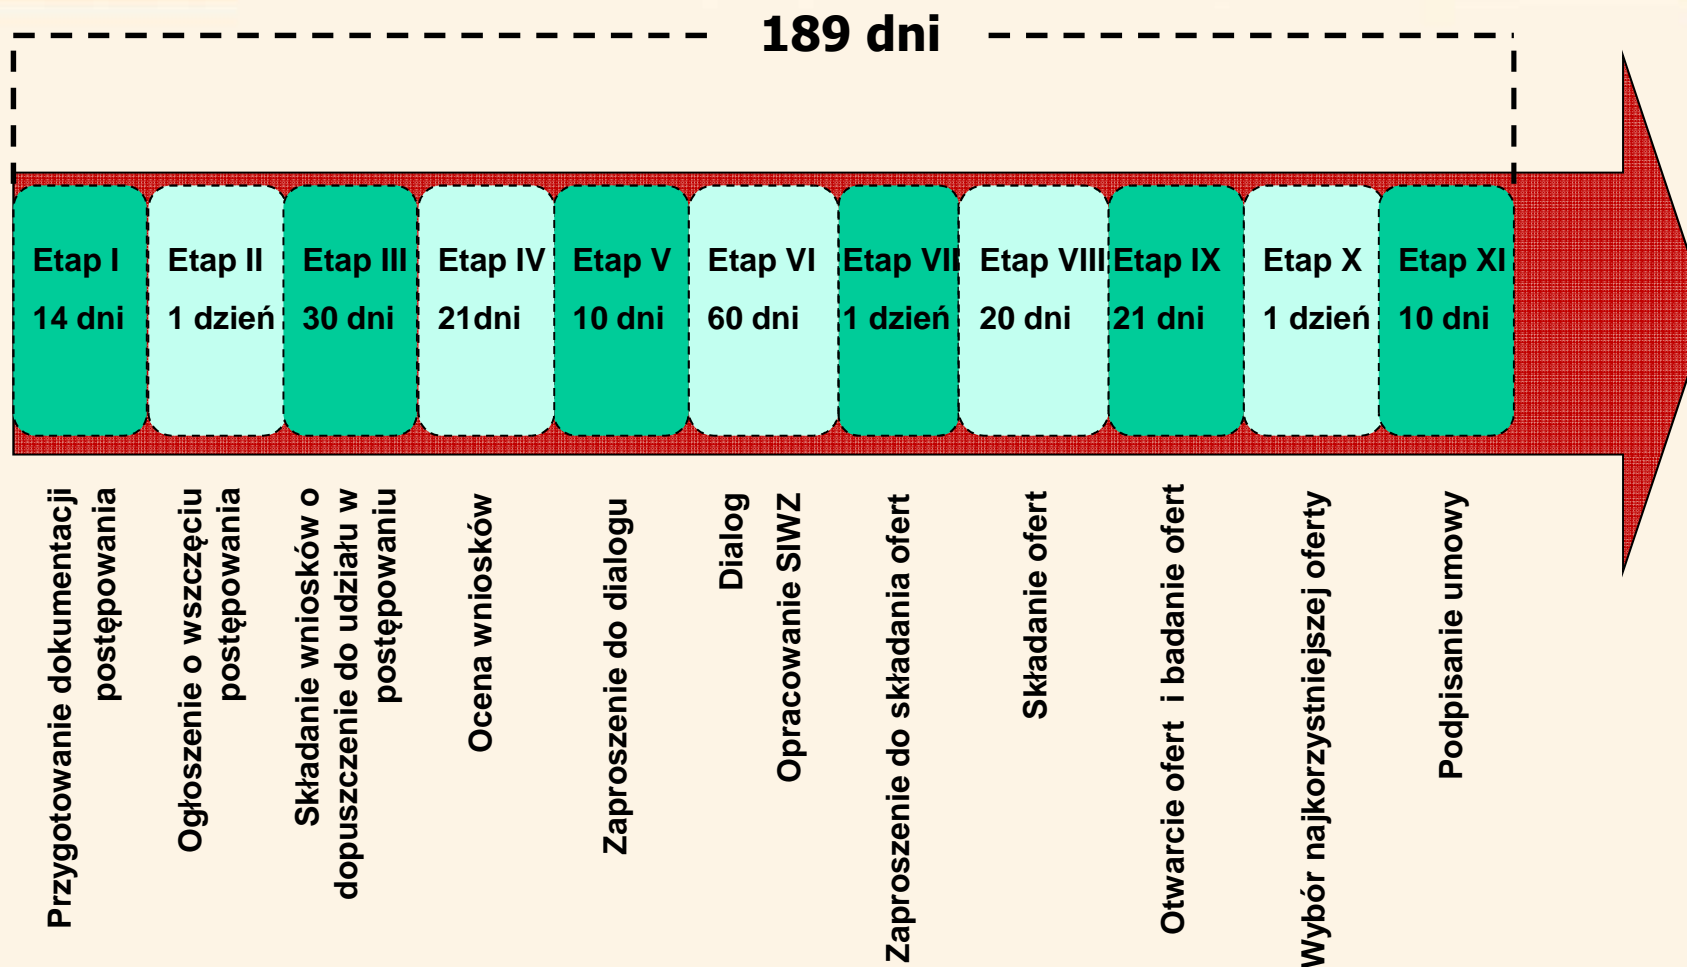 189 dni
Etap I
14 dni
Etap II
1 dzień
Etap III
30 dni
Etap IV
21dni
Etap V
10 dni
Etap VI
60 dni
Etap VII
1 dzień
Etap VIII
20 dni
Etap IX
21 dni
Etap X
1 dzień
Etap XI
10 dni
Przygotowanie dokumentacji
postępowania
Ogłoszenie o wszczęciu
postępowania
Składanie wniosków o
dopuszczenie do udziału w
postępowaniu
Ocena wniosków
Zaproszenie do dialogu
Dialog
Opracowanie SIWZ
Zaproszenie do składania ofert
Składanie ofert
Otwarcie ofert i badanie ofert
Wybór najkorzystniejszej oferty
Podpisanie umowy